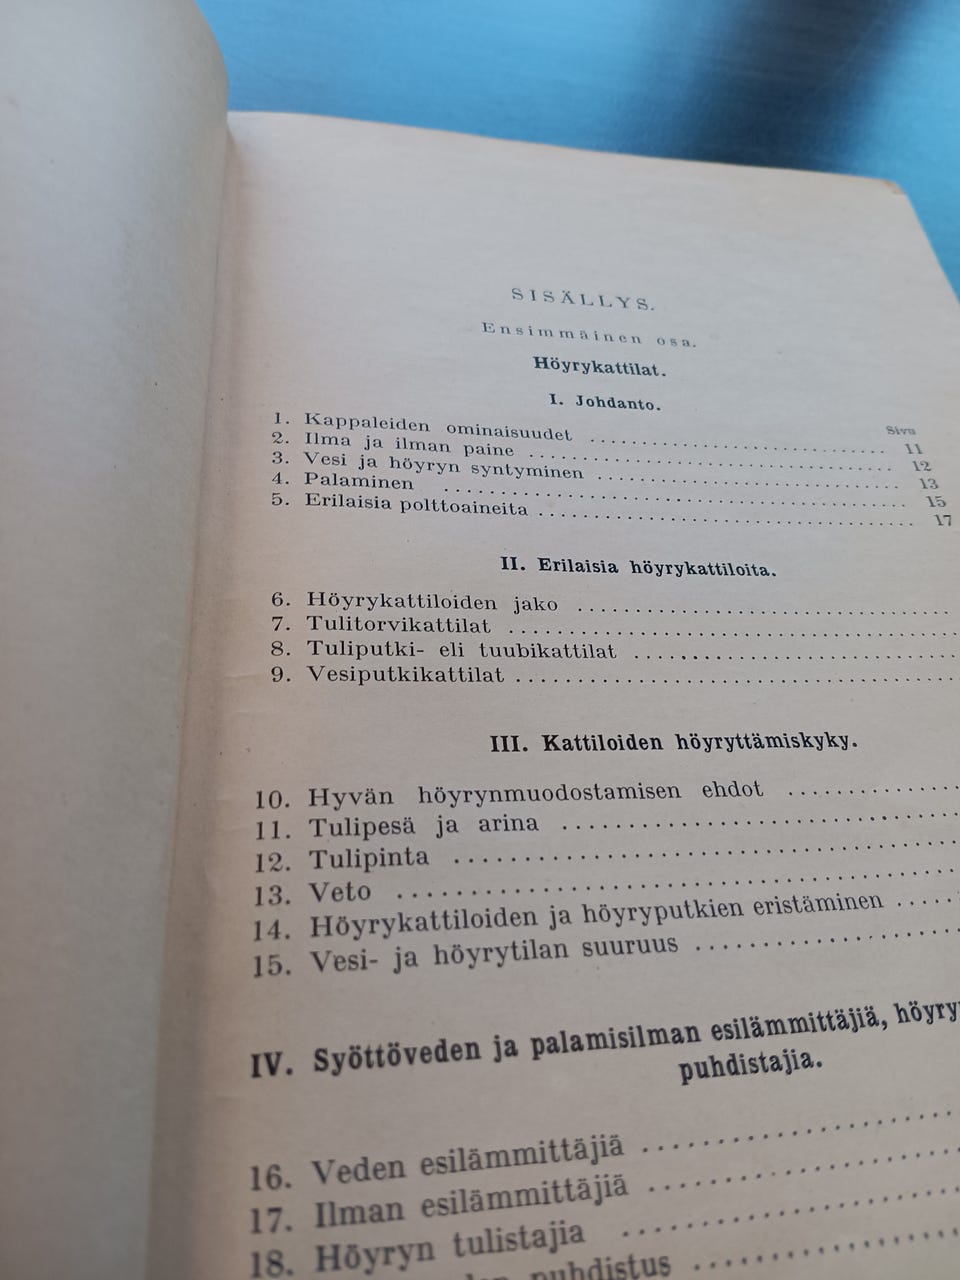 SISÄLLYS.
Ensimmäinen osa.
Höyrykattilat.
I. Johdanto.
Sivu
1. Kappaleiden ominaisuudet .......... 11
2. Ilma ja ilman paine .......... 12
3. Vesi ja höyryn syntyminen .......... 13
4. Palaminen .......... 15
5. Erilaisia polttoaineita .......... 17
II. Erilaisia höyrykattiloita.
6. Höyrykattiloiden jako ..........
7. Tulitorvikattilat ..........
8. Tuliputki- eli tuubikattilat ..........
9. Vesiputkikattilat ..........
III. Kattiloiden höyryttämiskyky.
10. Hyvän höyrynmuodostamisen ehdot ..........
11. Tulipesä ja arina ..........
12. Tulipinta ..........
13. Veto ..........
14. Höyrykattiloiden ja höyryputkien eristäminen .....
15. Vesi- ja höyrytilan suuruus ..........
IV. Syöttöveden ja palamisilman esilämmittäjiä, höyry
puhdistajia.
16. Veden esilämmittäjiä ..........
17. Ilman esilämmittäjiä ..........
18. Höyryn tulistajia ..........
puhdistus ..........